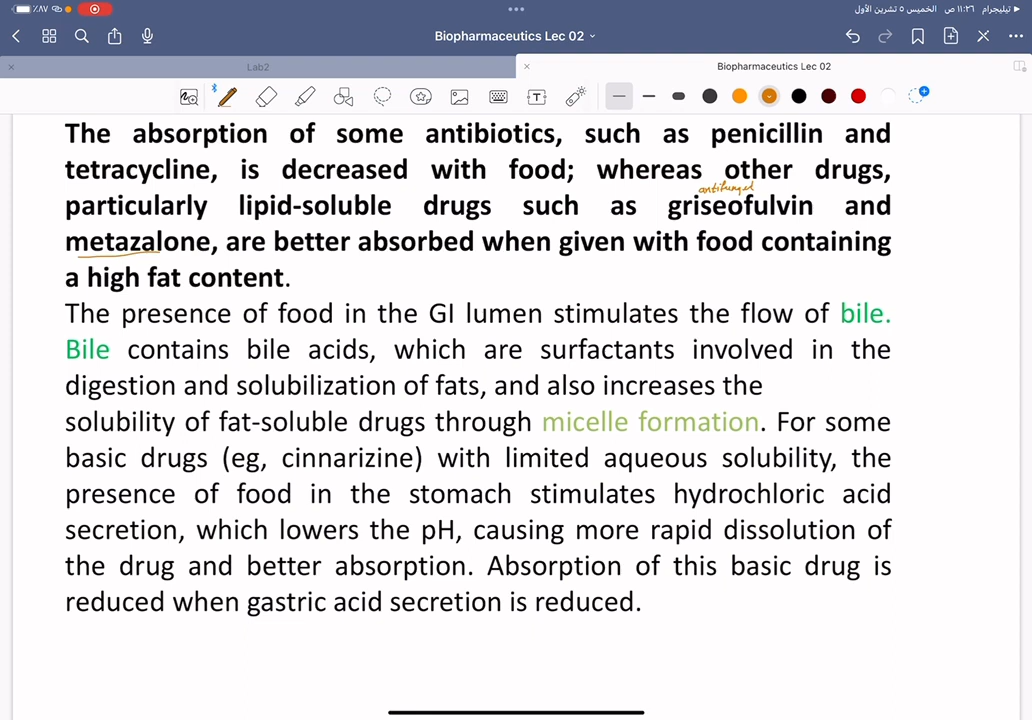 ٪٨٧
الخميس ٥ تشرين الأول ١١:٢٦ ص تيليجرام
Biopharmaceutics Lec 02
Lab2
Biopharmaceutics Lec 02
The absorption of some antibiotics, such as penicillin and
tetracycline, is decreased with food; whereas other drugs,
antifungal
particularly lipid-soluble drugs such as griseofulvin and
metazalone, are better absorbed when given with food containing
a high fat content.
The presence of food in the GI lumen stimulates the flow of bile.
Bile contains bile acids, which are surfactants involved in the
digestion and solubilization of fats, and also increases the
solubility of fat-soluble drugs through micelle formation. For some
basic drugs (eg, cinnarizine) with limited aqueous solubility, the
presence of food in the stomach stimulates hydrochloric acid
secretion, which lowers the pH, causing more rapid dissolution of
the drug and better absorption. Absorption of this basic drug is
reduced when gastric acid secretion is reduced.